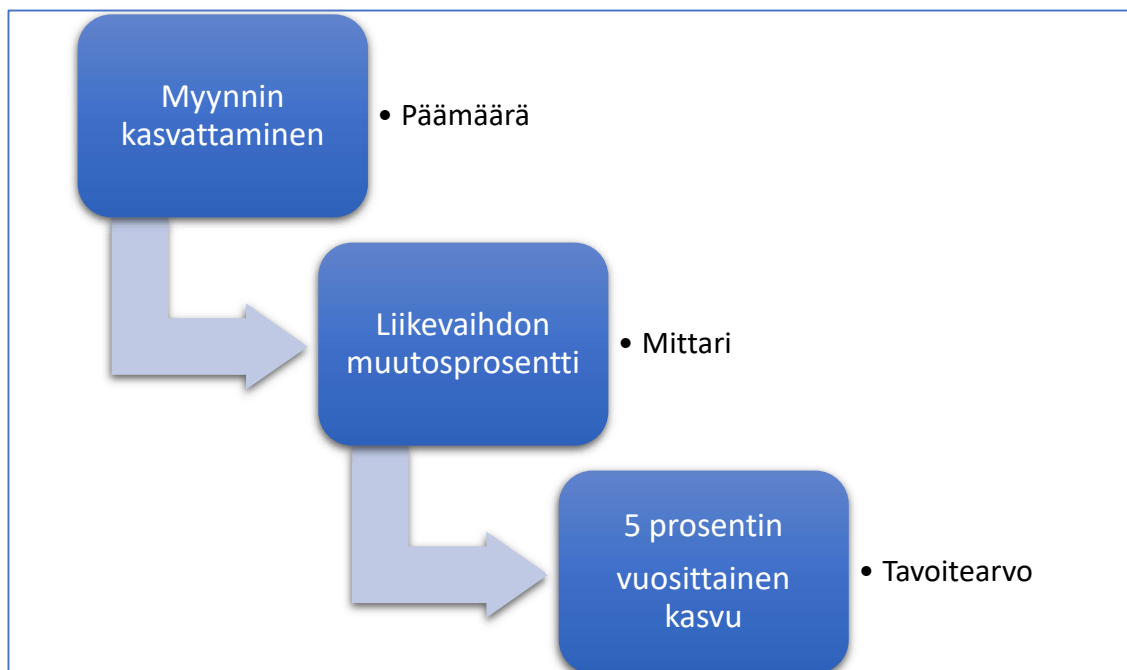 Myynnin
kasvattaminen
• Päämäärä
Liikevaihdon
muutosprosentti
• Mittari
5 prosentin
vuosittainen
kasvu
• Tavoitearvo